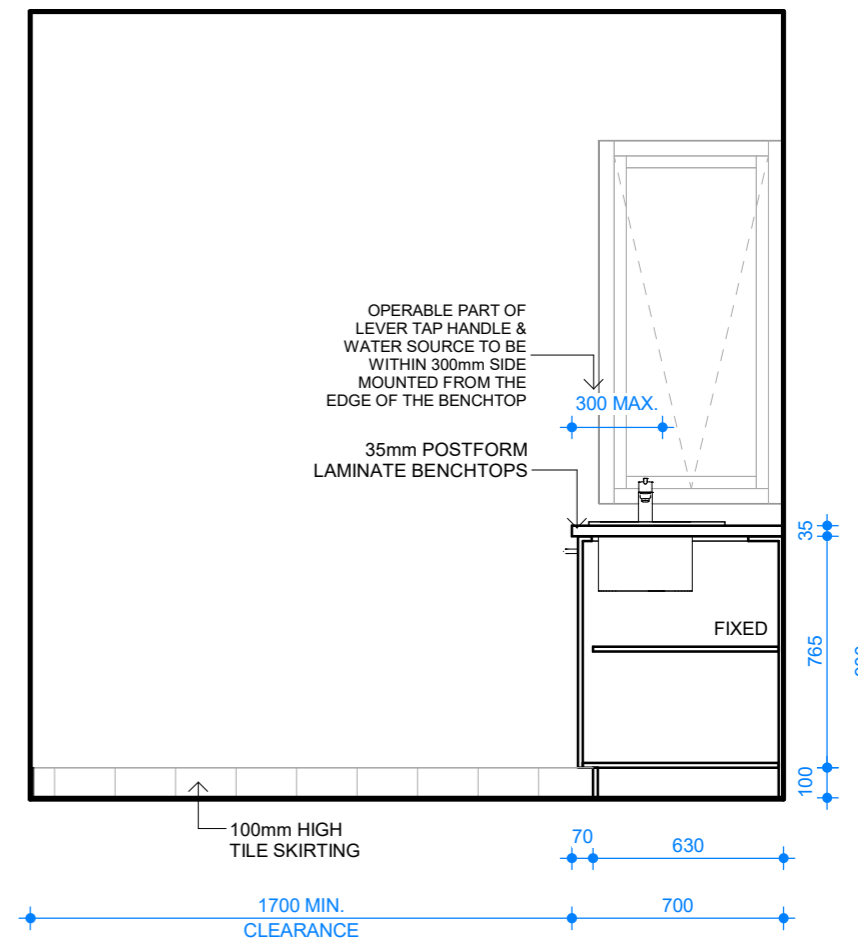 OPERABLE PART OF
LEVER TAP HANDLE &
WATER SOURCE TO BE
WITHIN 300mm SIDE
MOUNTED FROM THE
EDGE OF THE BENCHTOP
300 MAX.
35mm POSTFORM
LAMINATE BENCHTOPS
35
FIXED
765
100
100mm HIGH
TILE SKIRTING
70
630
1700 MIN.
CLEARANCE
700